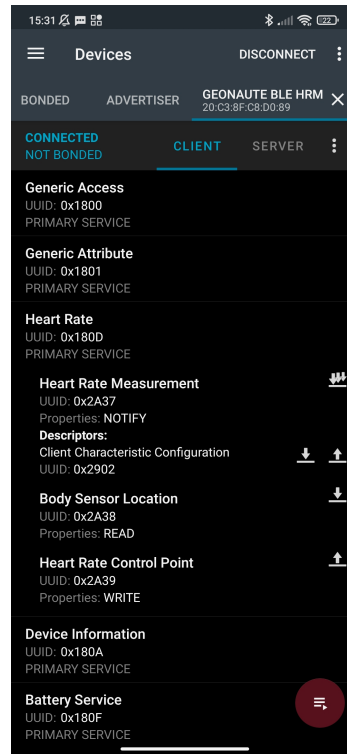 15:31
22
Devices
DISCONNECT
BONDED
ADVERTISER
GEONAUTE BLE HRM
20:C3:8F:C8:D0:89
CONNECTED
NOT BONDED
CLIENT
SERVER
Generic Access
UUID: 0x1800
PRIMARY SERVICE
Generic Attribute
UUID: 0x1801
PRIMARY SERVICE
Heart Rate
UUID: 0x180D
PRIMARY SERVICE
Heart Rate Measurement
UUID: 0x2A37
Properties: NOTIFY
Descriptors:
Client Characteristic Configuration
UUID: 0x2902
Body Sensor Location
UUID: 0x2A38
Properties: READ
Heart Rate Control Point
UUID: 0x2A39
Properties: WRITE
Device Information
UUID: 0x180A
PRIMARY SERVICE
Battery Service
UUID: 0x180F
PRIMARY SERVICE